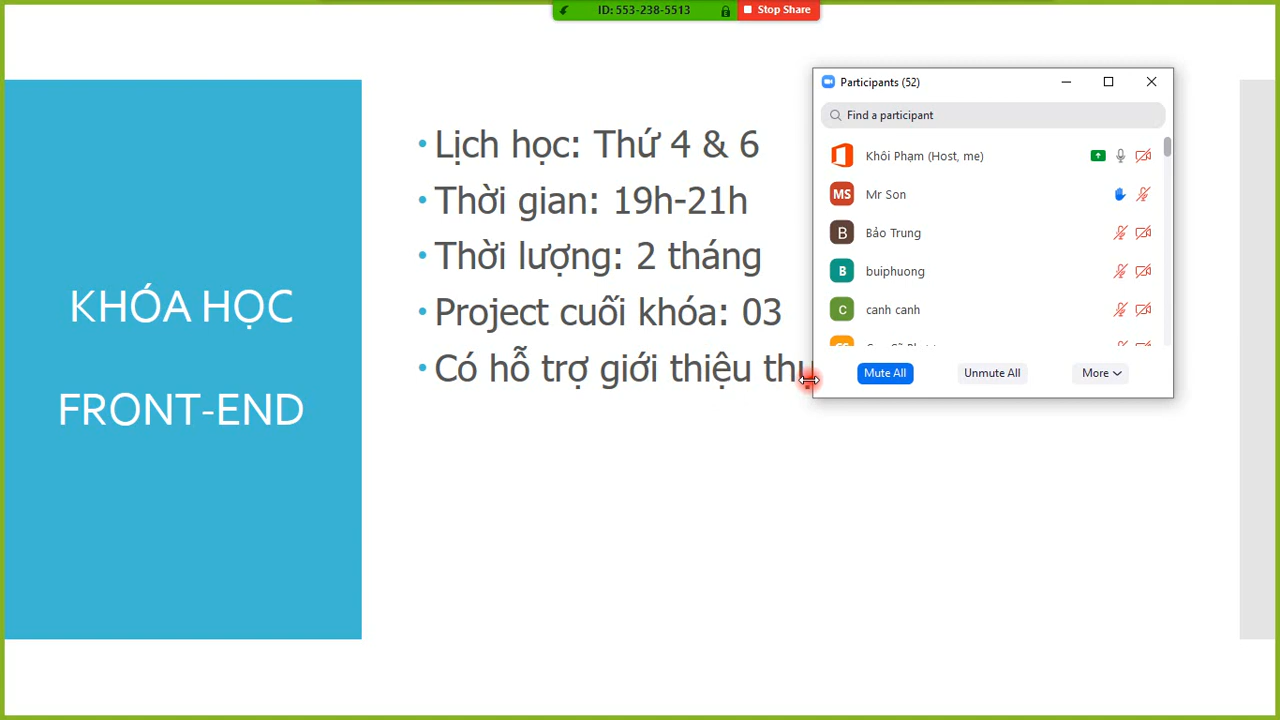 ID: 553-238-5513
Stop Share
KHÓA HỌC
FRONT-END
• Lịch học: Thứ 4 & 6
• Thời gian: 19h-21h
• Thời lượng: 2 tháng
• Project cuối khóa: 03
• Có hỗ trợ giới thiệu
Participants (52)
Find a participant
Khôi Phạm (Host, me)
MS Mr Son
B Bảo Trung
B buiphuong
C canh canh
Mute All
Unmute All
More